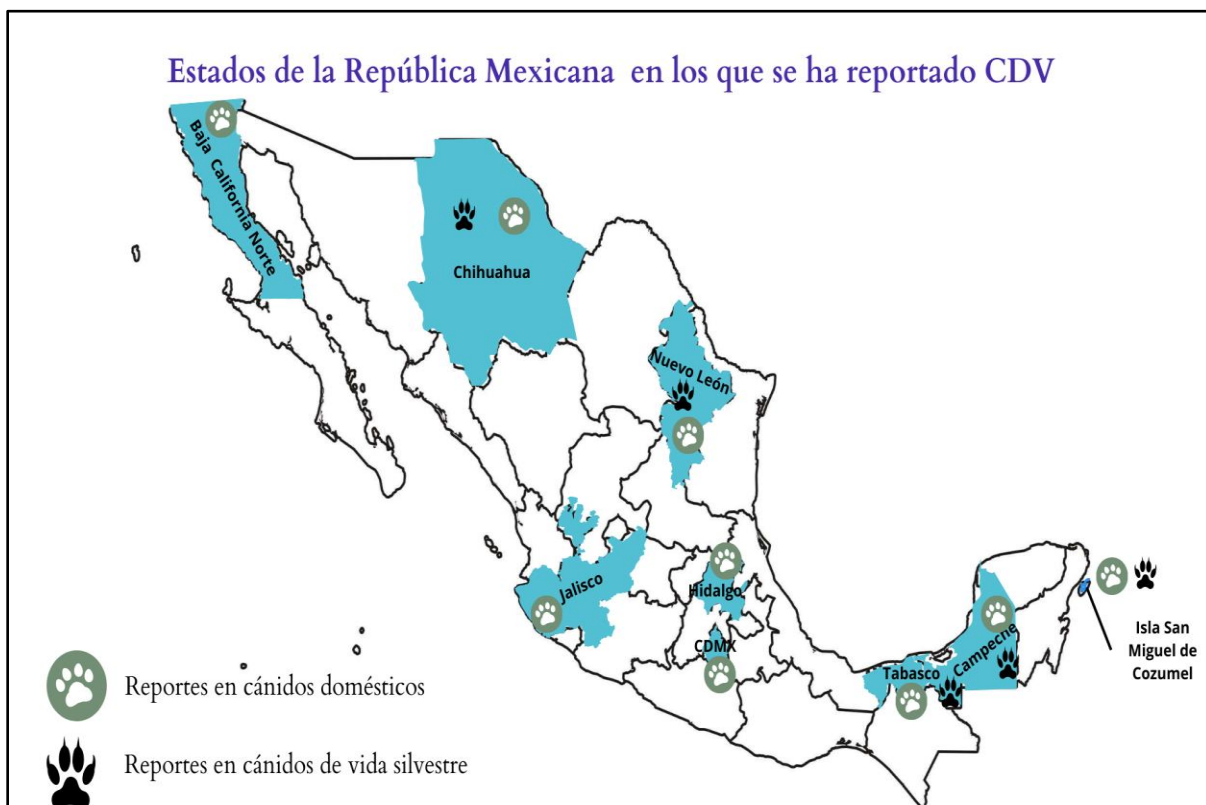 Estados de la República Mexicana en los que se ha reportado CDV
Baja California Norte
Chihuahua
Nuevo León
Jalisco
Hidalgo
CDMX
Tabasco
Campecne
Isla San
Miguel de
Cozumel
Reportes en cánidos domésticos
Reportes en cánidos de vida silvestre